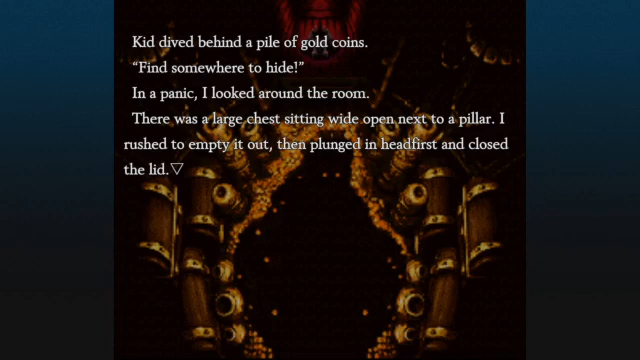 Kid dived behind a pile of gold coins.
“Find somewhere to hide!”
In a panic, I looked around the room.
There was a large chest sitting wide open next to a pillar. I
rushed to empty it out, then plunged in headfirst and closed
the lid.▽